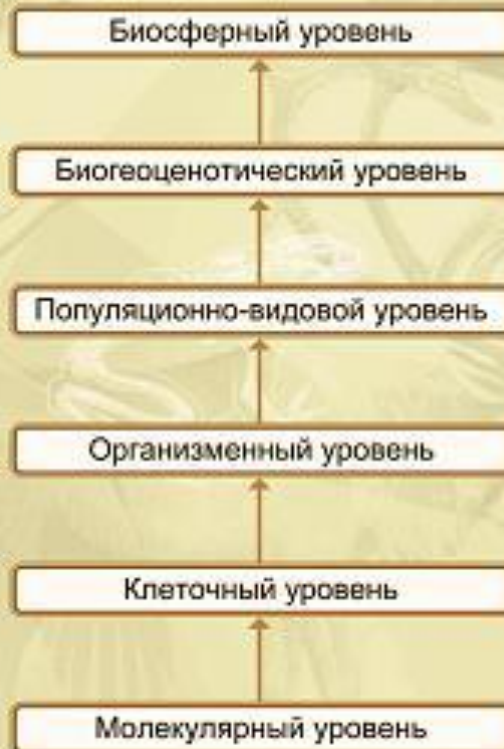 Биосферный уровень
Биогеоценотический уровень
Популяционно-видовой уровень
Организменный уровень
Клеточный уровень
Молекулярный уровень